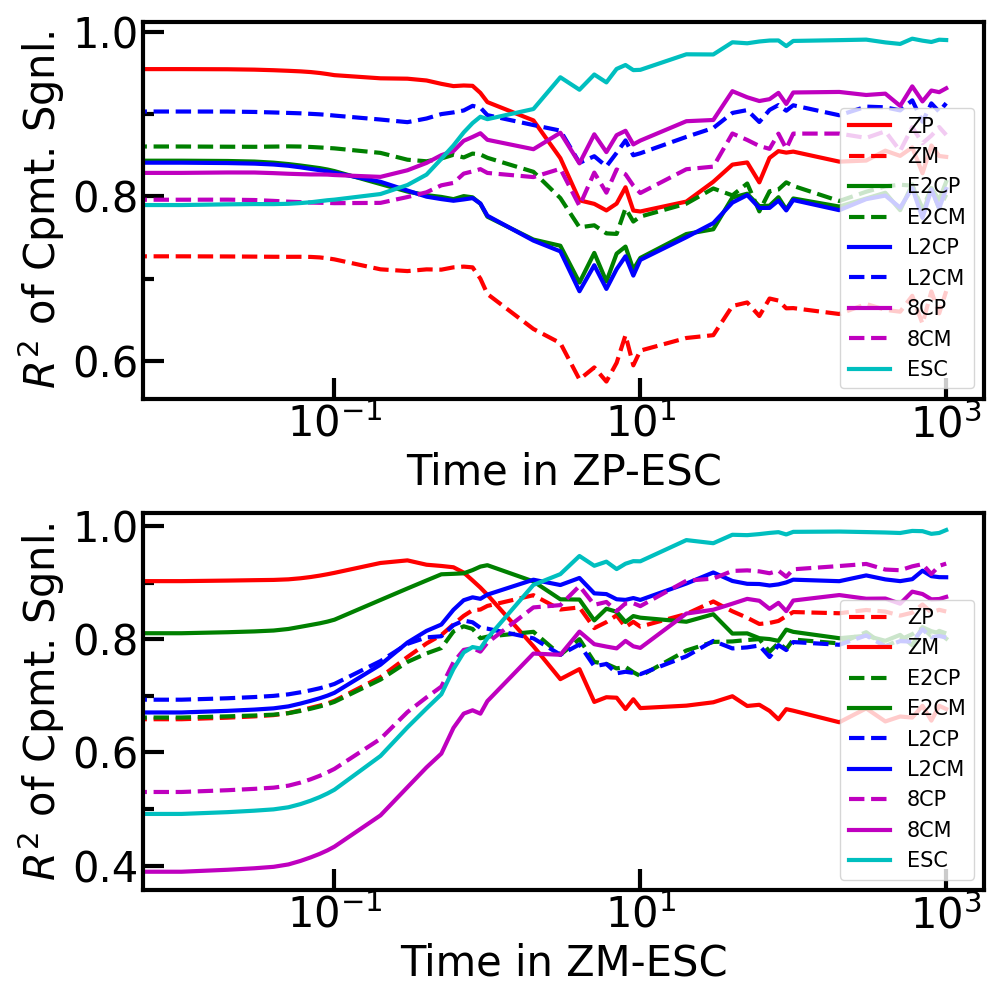 R² of Cpmt. Sgnl.
1.0
0.8
0.6
ZP
ZM
E2CP
E2CM
L2CP
L2CM
8CP
8CM
ESC
10⁻¹ 10¹ 10³
Time in ZP-ESC
R² of Cpmt. Sgnl.
1.0
0.8
0.6
0.4
ZP
ZM
E2CP
E2CM
L2CP
L2CM
8CP
8CM
ESC
10⁻¹ 10¹ 10³
Time in ZM-ESC